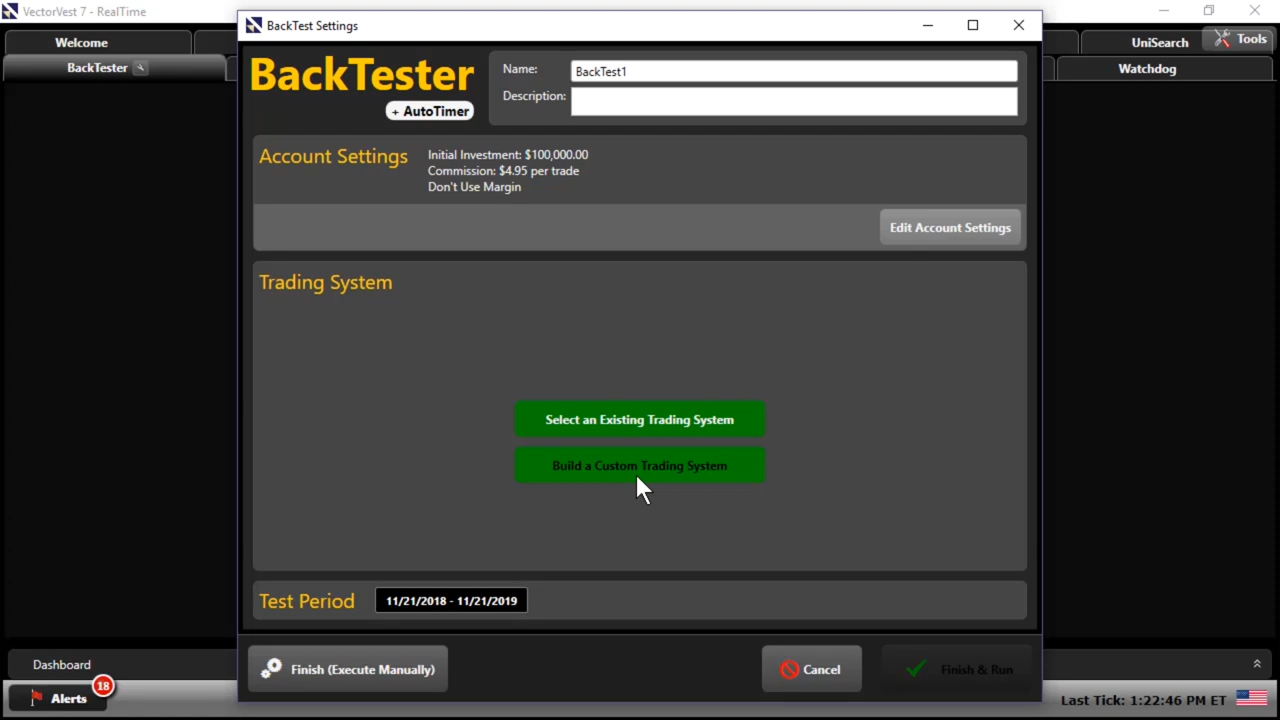 VectorVest 7 - RealTime
BackTest Settings
Welcome
UniSearch
Tools
BackTester
Watchdog
BackTester
+ AutoTimer
Name:
BackTest1
Description:
Account Settings
Initial Investment: $100,000.00
Commission: $4.95 per trade
Don't Use Margin
Edit Account Settings
Trading System
Select an Existing Trading System
Build a Custom Trading System
Test Period
11/21/2018 - 11/21/2019
Dashboard
Finish (Execute Manually)
Cancel
Finish & Run
18
Alerts
Last Tick: 1:22:46 PM ET